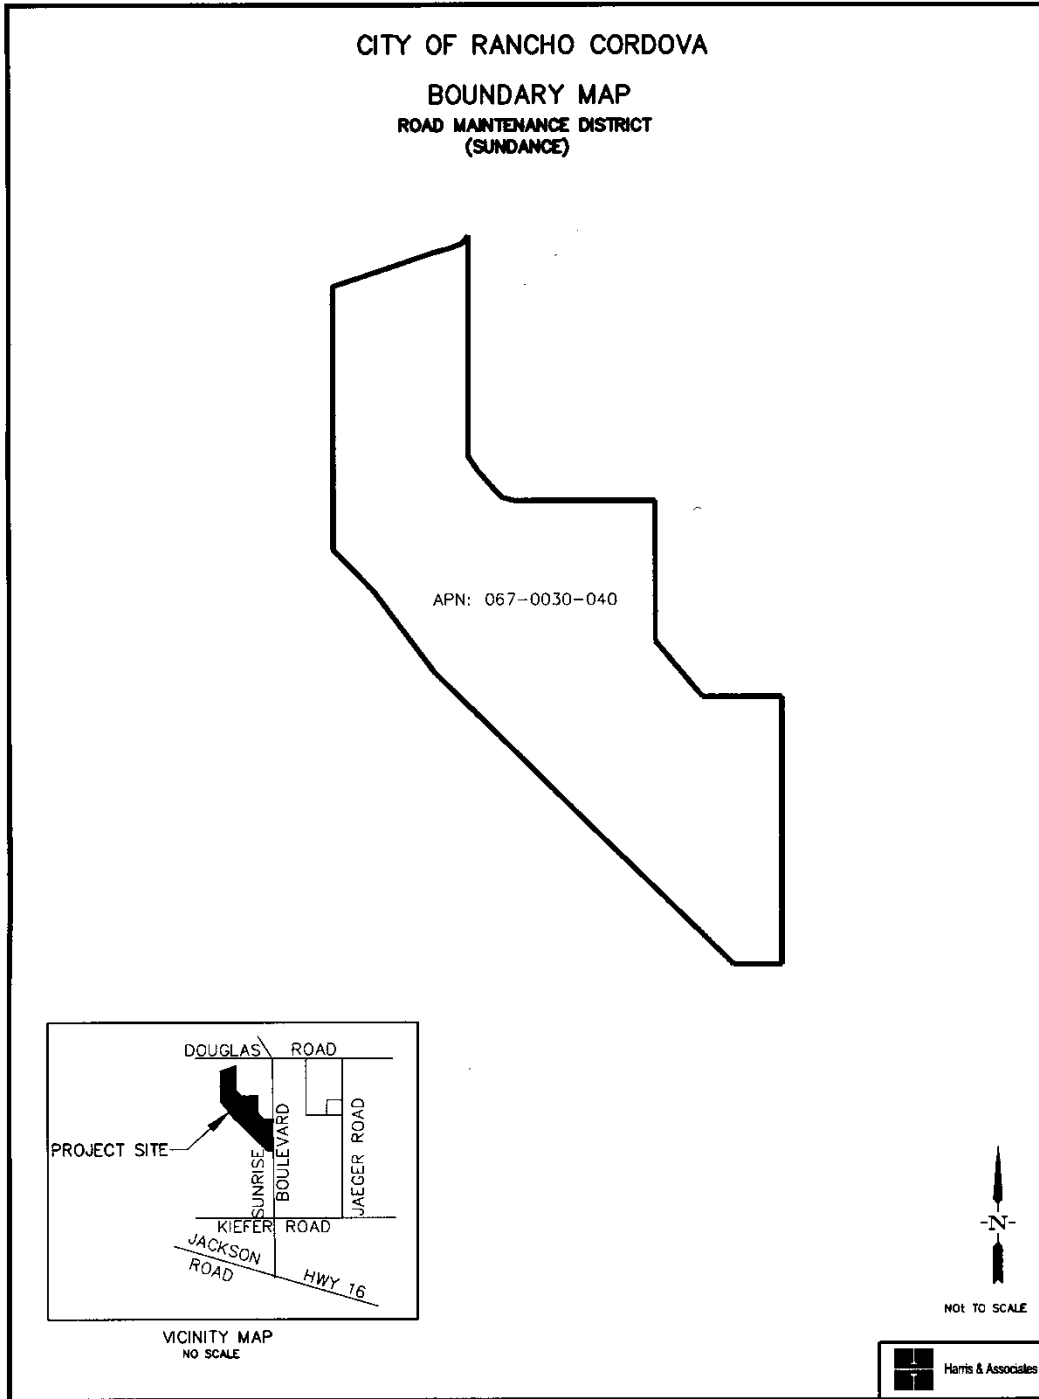 CITY OF RANCHO CORDOVA
BOUNDARY MAP
ROAD MAINTENANCE DISTRICT
(SUNDANCE)
APN: 067-0030-040
DOUGLAS ROAD
PROJECT SITE
SUNRISE
BOULEVARD
JAEGER ROAD
KIEFER ROAD
JACKSON
ROAD
HWY 16
VICINITY MAP
NO SCALE
N
NOT TO SCALE
Harris & Associates